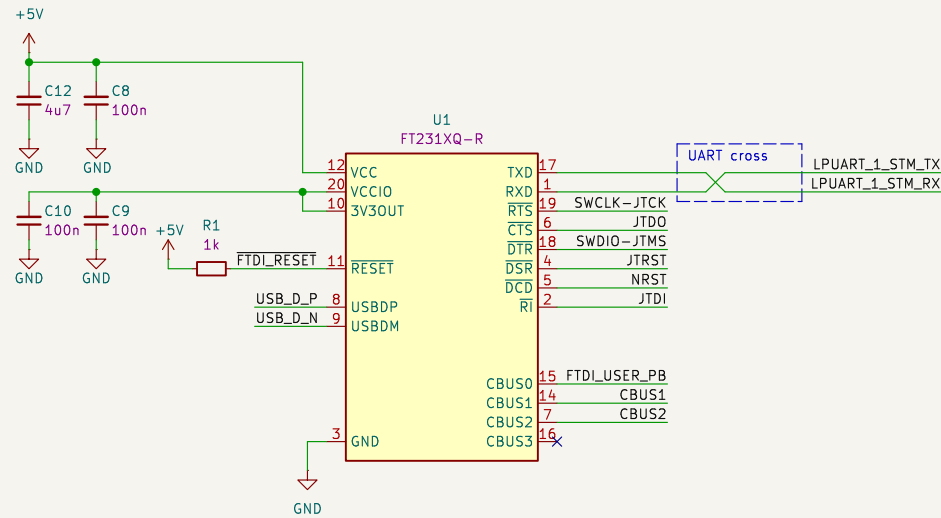 +5V
C12
4u7
C8
100n
GND
GND
U1
FT231XQ-R
12 VCC
20 VCCIO
10 3V3OUT
11 RESET
8 USBDP
9 USBDM
3 GND
TXD 17
RXD 1
RTS 19
CTS 6
DTR 18
DSR 4
DCD 5
RI 2
CBUS0 15
CBUS1 14
CBUS2 7
CBUS3 16
UART cross
LPUART_1_STM_TX
LPUART_1_STM_RX
SWCLK-JTCK
JTDO
SWDIO-JTMS
JTRST
NRST
JTDI
FTDI_USER_PB
CBUS1
CBUS2
C10
100n
C9
100n
GND
GND
+5V
R1
1k
FTDI_RESET
USB_D_P
USB_D_N
GND